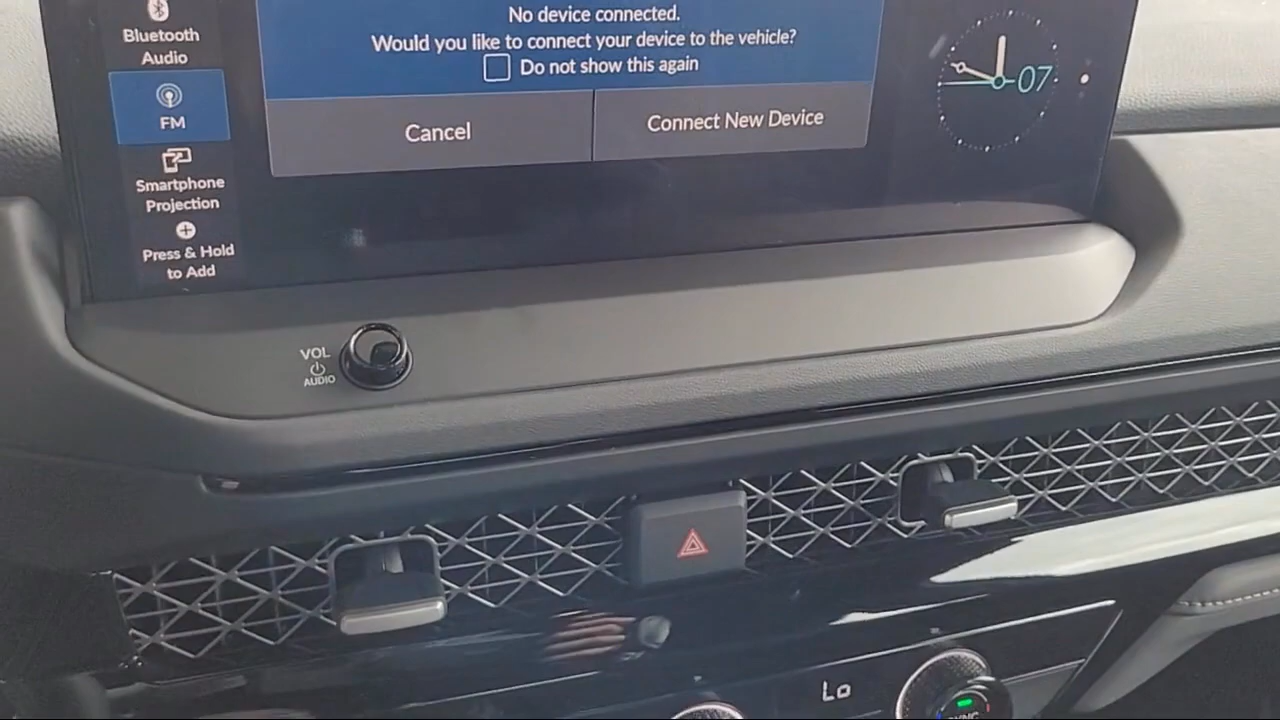 Bluetooth
Audio
FM
Smartphone
Projection
Press & Hold
to Add
No device connected.
Would you like to connect your device to the vehicle?
Do not show this again
Cancel
Connect New Device
07
VOL
AUDIO
Lo
SYNC